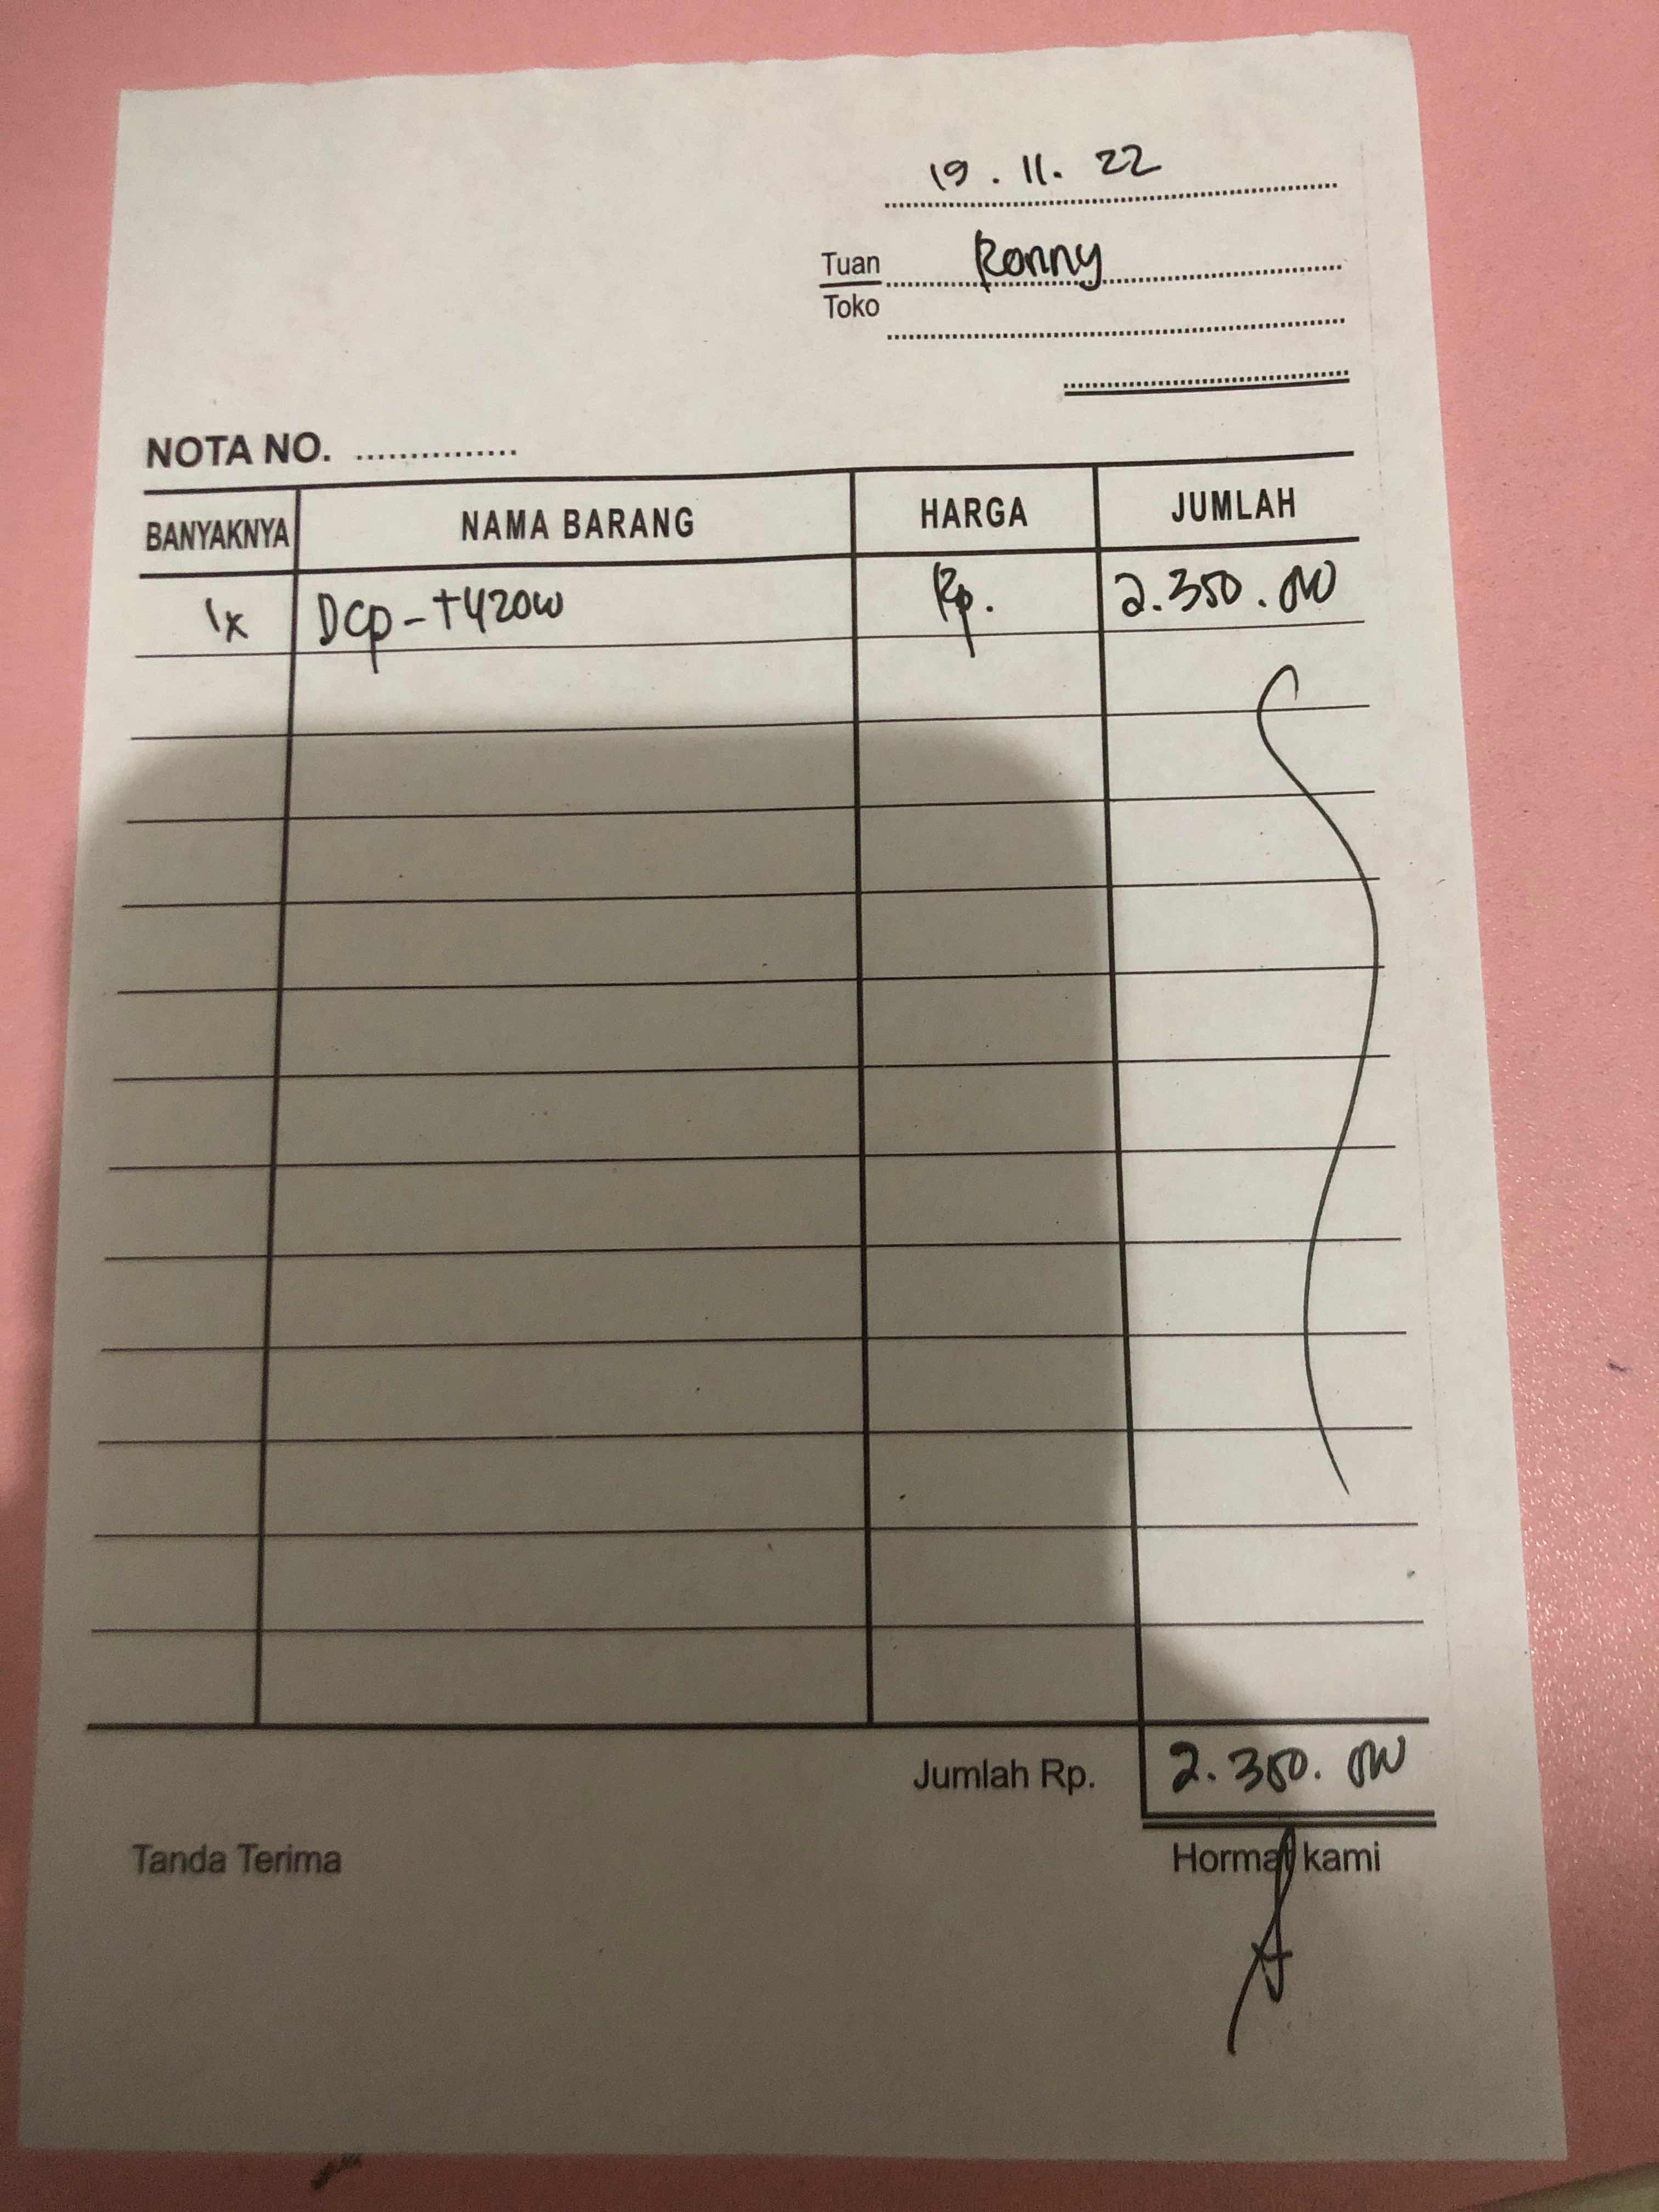 19 . 11. 22
Tuan Ronny
Toko
NOTA NO. ...............
BANYAKNYA NAMA BARANG HARGA JUMLAH
1x DCP-T420W Rp. 2.350.000
Jumlah Rp. 2.350.000
Tanda Terima Hormat kami